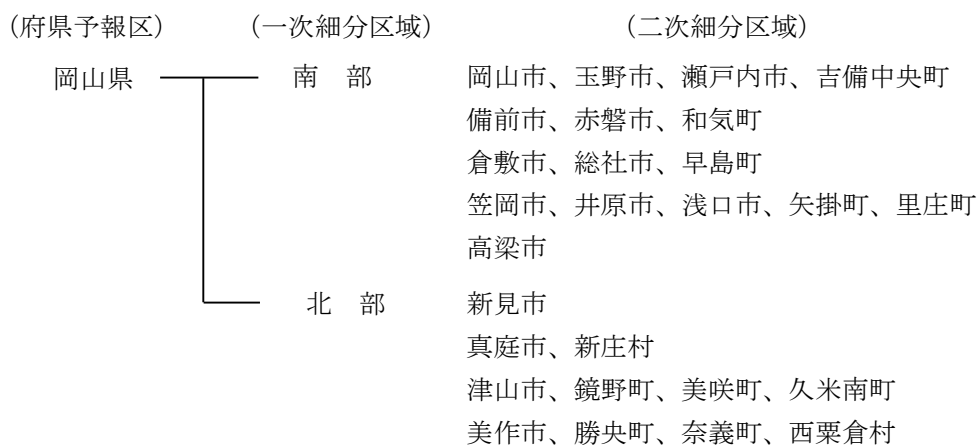 (府県予報区) (一次細分区域) (二次細分区域)
岡山県 南 部 岡山市、玉野市、瀬戸内市、吉備中央町
備前市、赤磐市、和気町
倉敷市、総社市、早島町
笠岡市、井原市、浅口市、矢掛町、里庄町
高梁市
北 部 新見市
真庭市、新庄村
津山市、鏡野町、美咲町、久米南町
美作市、勝央町、奈義町、西粟倉村